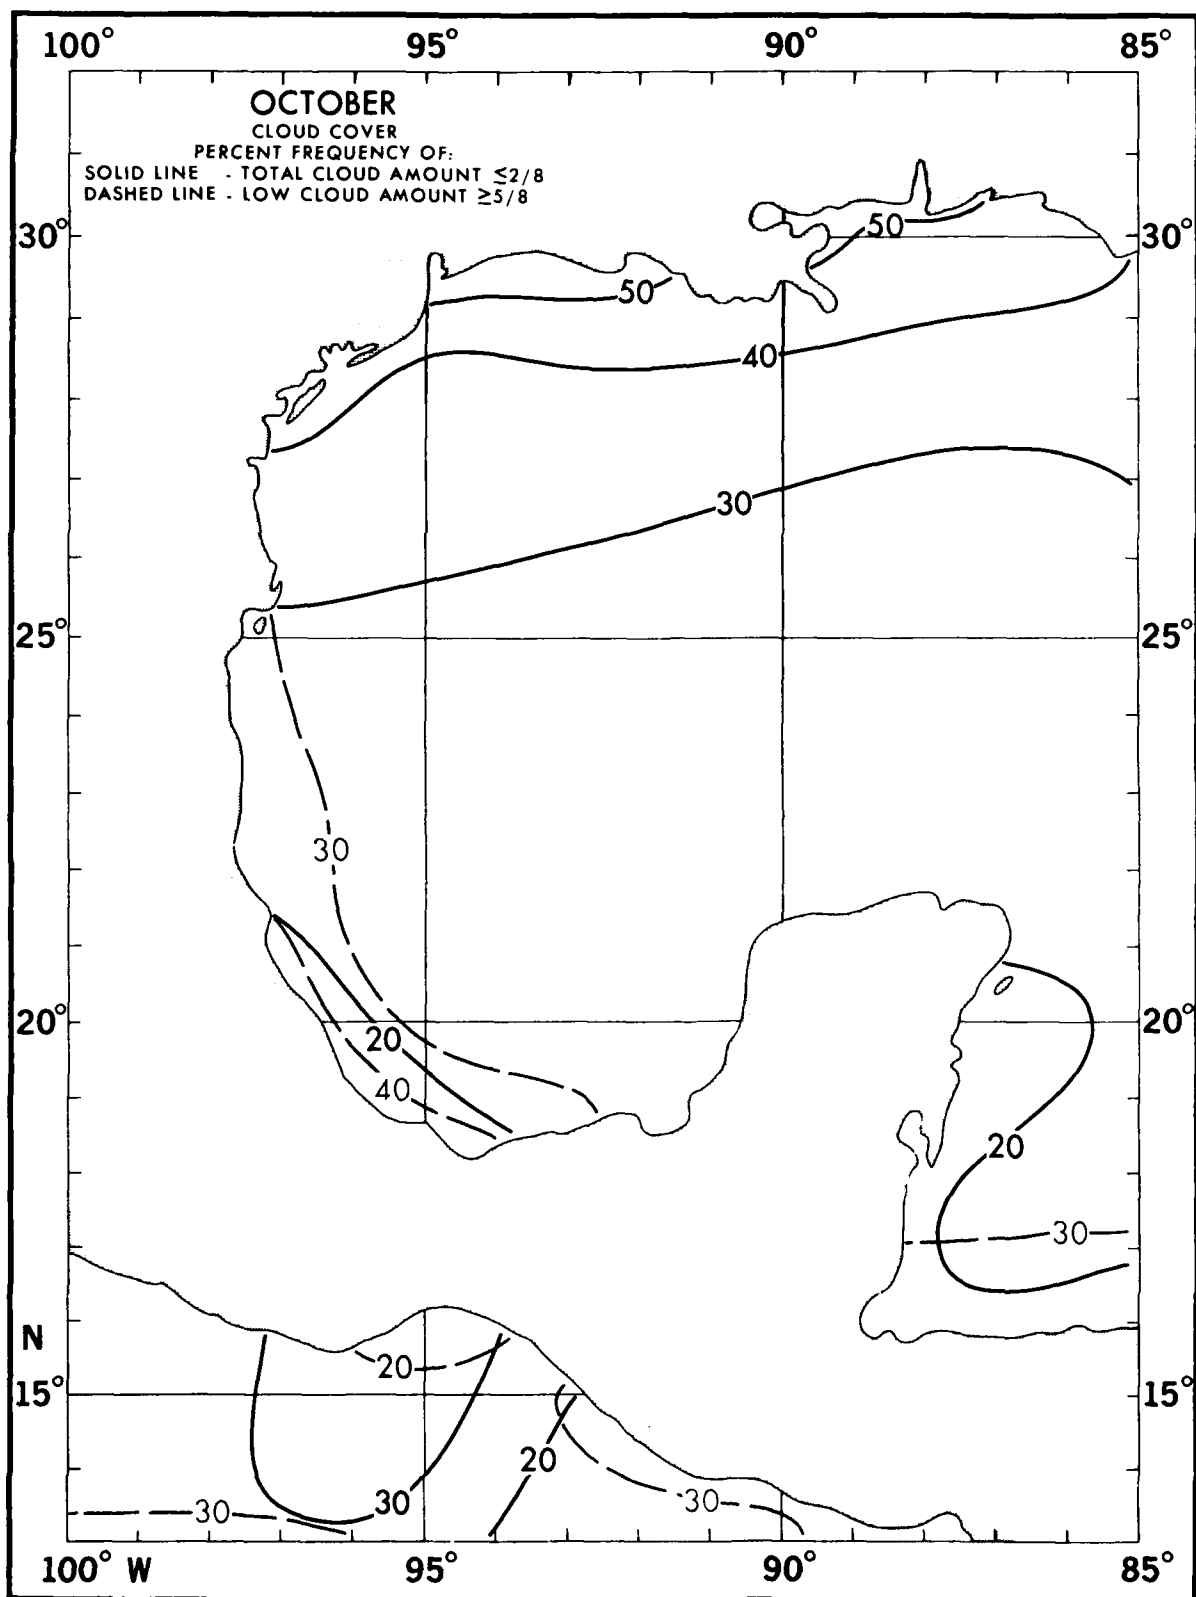 100° 95° 90° 85°
OCTOBER
CLOUD COVER
PERCENT FREQUENCY OF:
SOLID LINE - TOTAL CLOUD AMOUNT ≤2/8
DASHED LINE - LOW CLOUD AMOUNT ≥5/8
30° 50 30°
50
40
30
25° 25°
30
20° 20 20°
40
20
30
N
20
15° 15°
20
30 30 30
100° W 95° 90° 85°